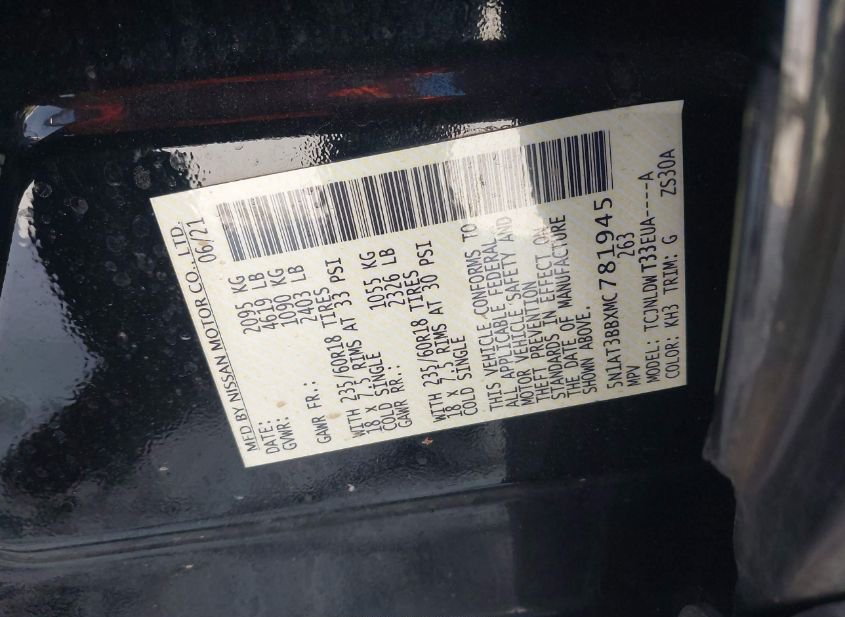 MFD BY NISSAN MOTOR CO., LTD.
DATE: 06/21
GVWR: 2095 KG
4619 LB
GAWR FR.: 1090 KG
2403 LB
WITH 235/60R18 TIRES
18 X 7.5 RIMS AT 33 PSI
COLD SINGLE
GAWR RR.: 1055 KG
2326 LB
WITH 235/60R18 TIRES
18 X 7.5 RIMS AT 30 PSI
COLD SINGLE
THIS VEHICLE CONFORMS TO
ALL APPLICABLE FEDERAL
MOTOR VEHICLE SAFETY AND
THEFT PREVENTION
STANDARDS IN EFFECT ON
THE DATE OF MANUFACTURE
SHOWN ABOVE.
5N1AT3BBXMC781945
MPV 263
MODEL: TCJNLDWT33EUA----A
COLOR: KH3 TRIM: G ZS30A